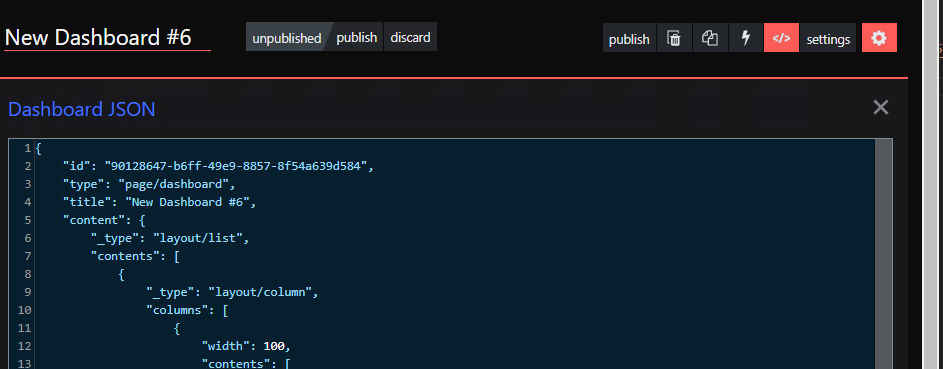 New Dashboard #6
unpublished publish discard
publish </> settings
Dashboard JSON
1 {
2 "id": "90128647-b6ff-49e9-8857-8f54a639d584",
3 "type": "page/dashboard",
4 "title": "New Dashboard #6",
5 "content": {
6 "_type": "layout/list",
7 "contents": [
8 {
9 "_type": "layout/column",
10 "columns": [
11 {
12 "width": 100,
13 "contents": [